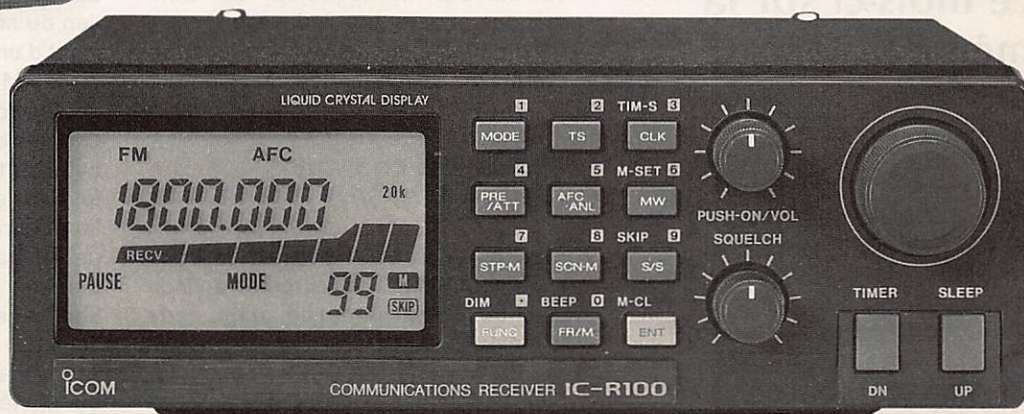 LIQUID CRYSTAL DISPLAY
FM AFC
1800.000 20k
RECV
PAUSE MODE 99 M
SKIP
1 2 TIM-S 3
MODE TS CLK
4 5 M-SET 6
PRE/ATT AFC·ANL MW
7 8 SKIP 9
STP·M SCN·M S/S
DIM · BEEP 0 M-CL
FUNC FR/M ENT
PUSH-ON/VOL
SQUELCH
TIMER SLEEP
DN UP
ICOM COMMUNICATIONS RECEIVER IC-R100